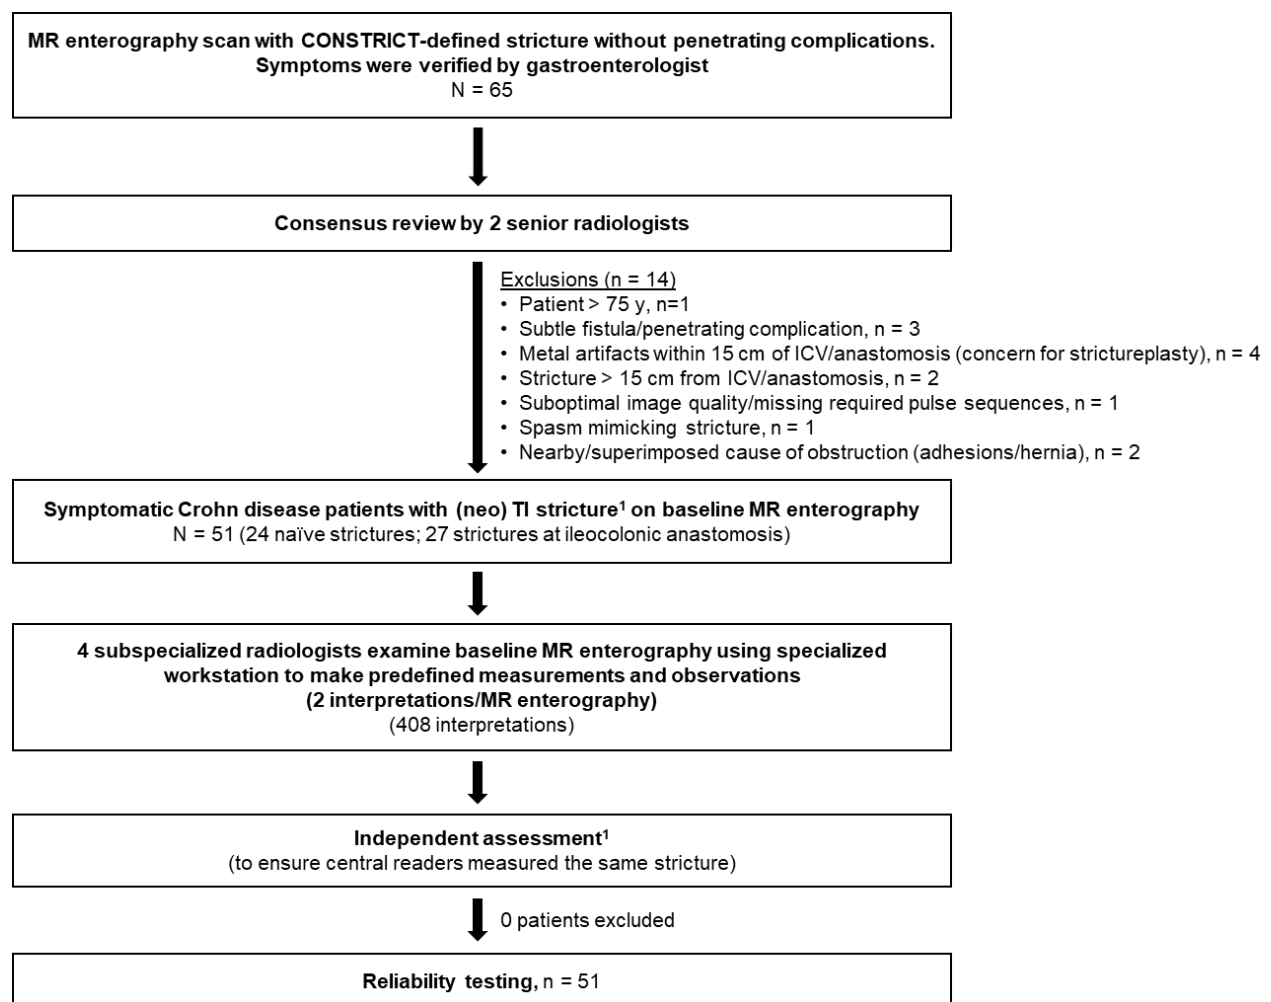 MR enterography scan with CONSTRICT-defined stricture without penetrating complications.
Symptoms were verified by gastroenterologist
N = 65
Consensus review by 2 senior radiologists
Exclusions (n = 14)
• Patient > 75 y, n=1
• Subtle fistula/penetrating complication, n = 3
• Metal artifacts within 15 cm of ICV/anastomosis (concern for strictureplasty), n = 4
• Stricture > 15 cm from ICV/anastomosis, n = 2
• Suboptimal image quality/missing required pulse sequences, n = 1
• Spasm mimicking stricture, n = 1
• Nearby/superimposed cause of obstruction (adhesions/hernia), n = 2
Symptomatic Crohn disease patients with (neo) TI stricture¹ on baseline MR enterography
N = 51 (24 naïve strictures; 27 strictures at ileocolonic anastomosis)
4 subspecialized radiologists examine baseline MR enterography using specialized
workstation to make predefined measurements and observations
(2 interpretations/MR enterography)
(408 interpretations)
Independent assessment¹
(to ensure central readers measured the same stricture)
0 patients excluded
Reliability testing, n = 51